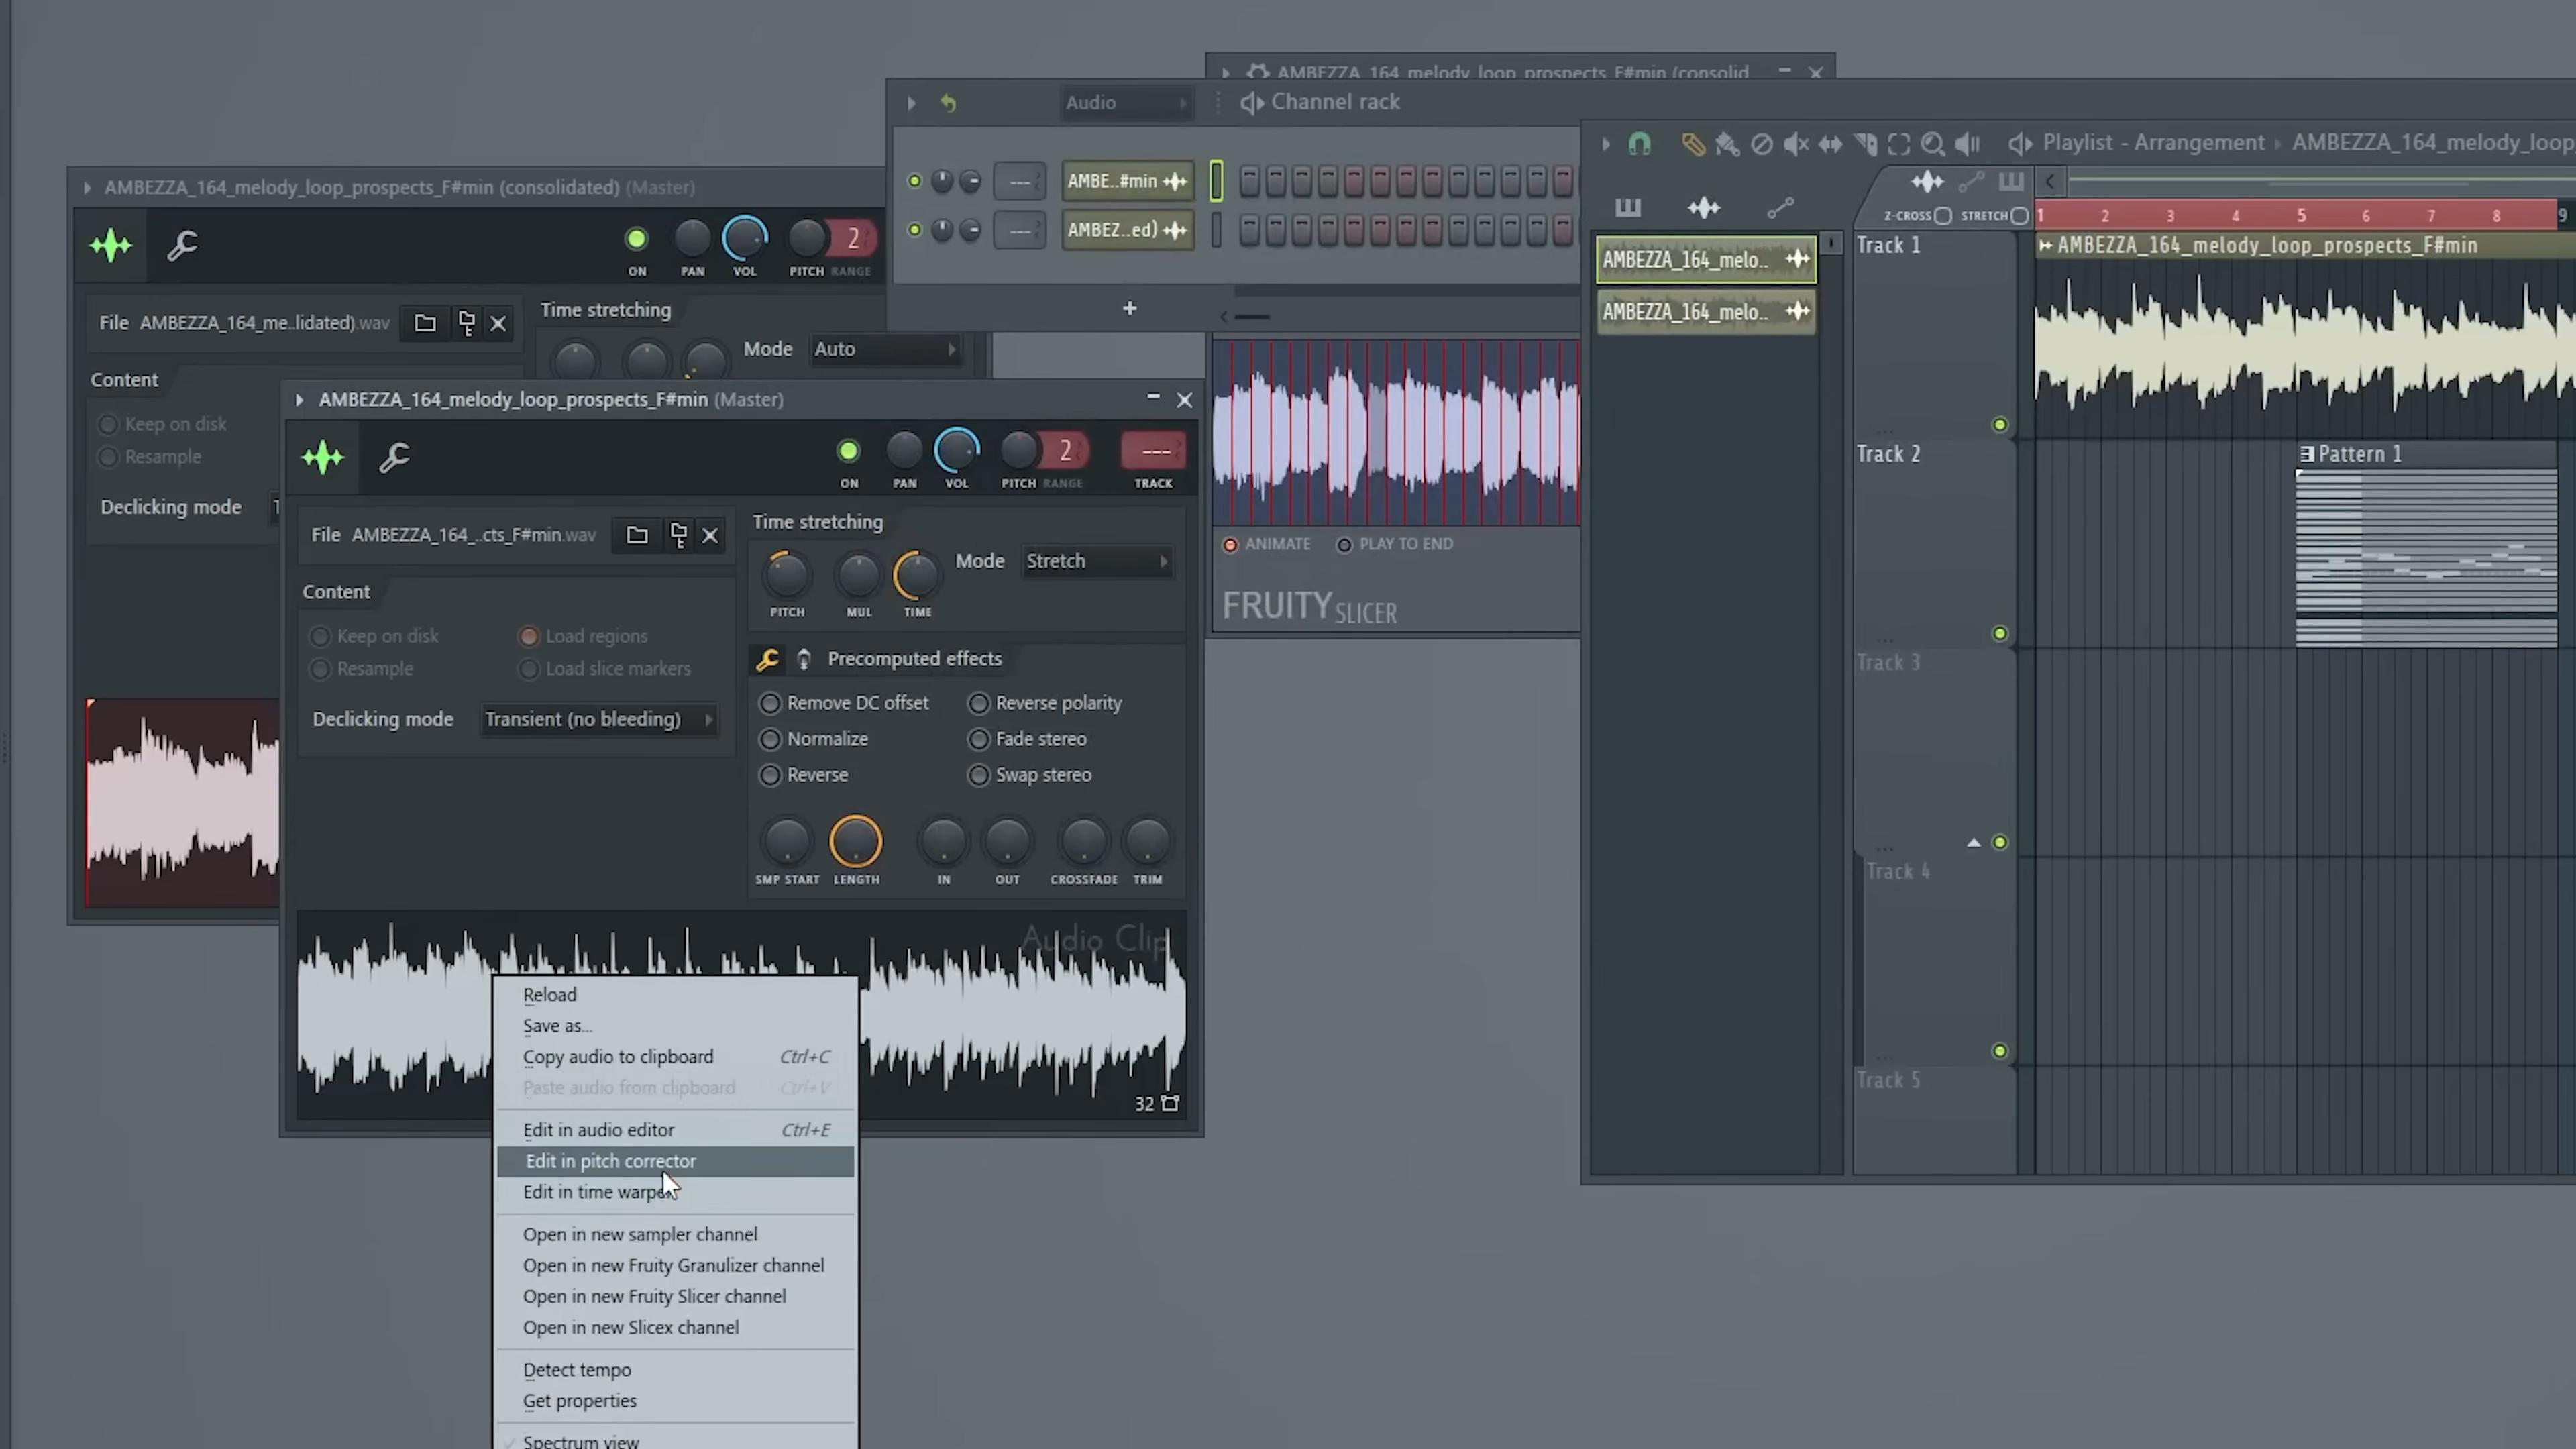 AMBEZZA_164_melody_loop_prospects_F#min (consolid
Audio
Channel rack
AMBE..#min
AMBEZ..ed)
+
Playlist - Arrangement › AMBEZZA_164_melody_loop
Z-CROSS STRETCH
1 2 3 4 5 6 7 8 9
AMBEZZA_164_melo..
AMBEZZA_164_melo..
Track 1
AMBEZZA_164_melody_loop_prospects_F#min
Track 2
Pattern 1
Track 3
Track 4
Track 5
ANIMATE PLAY TO END
FRUITY SLICER
AMBEZZA_164_melody_loop_prospects_F#min (consolidated) (Master)
2
ON PAN VOL PITCH RANGE
File AMBEZZA_164_me..lidated).wav
Time stretching
Mode Auto
Content
Keep on disk
Resample
Declicking mode
AMBEZZA_164_melody_loop_prospects_F#min (Master)
2 ---
ON PAN VOL PITCH RANGE TRACK
File AMBEZZA_164_..cts_F#min.wav
Time stretching
Mode Stretch
PITCH MUL TIME
Content
Keep on disk Load regions
Resample Load slice markers
Declicking mode Transient (no bleeding)
Precomputed effects
Remove DC offset Reverse polarity
Normalize Fade stereo
Reverse Swap stereo
SMP START LENGTH IN OUT CROSSFADE TRIM
Audio Clip
32
Reload
Save as...
Copy audio to clipboard Ctrl+C
Paste audio from clipboard Ctrl+V
Edit in audio editor Ctrl+E
Edit in pitch corrector
Edit in time warper
Open in new sampler channel
Open in new Fruity Granulizer channel
Open in new Fruity Slicer channel
Open in new Slicex channel
Detect tempo
Get properties
Spectrum view